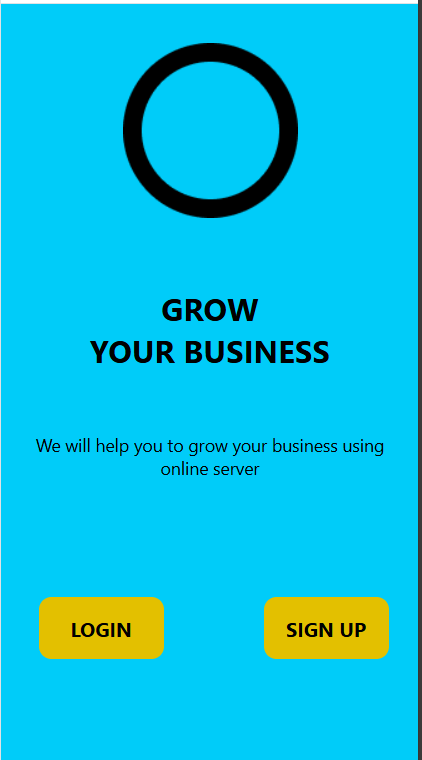 GROW
YOUR BUSINESS
We will help you to grow your business using
online server
LOGIN
SIGN UP